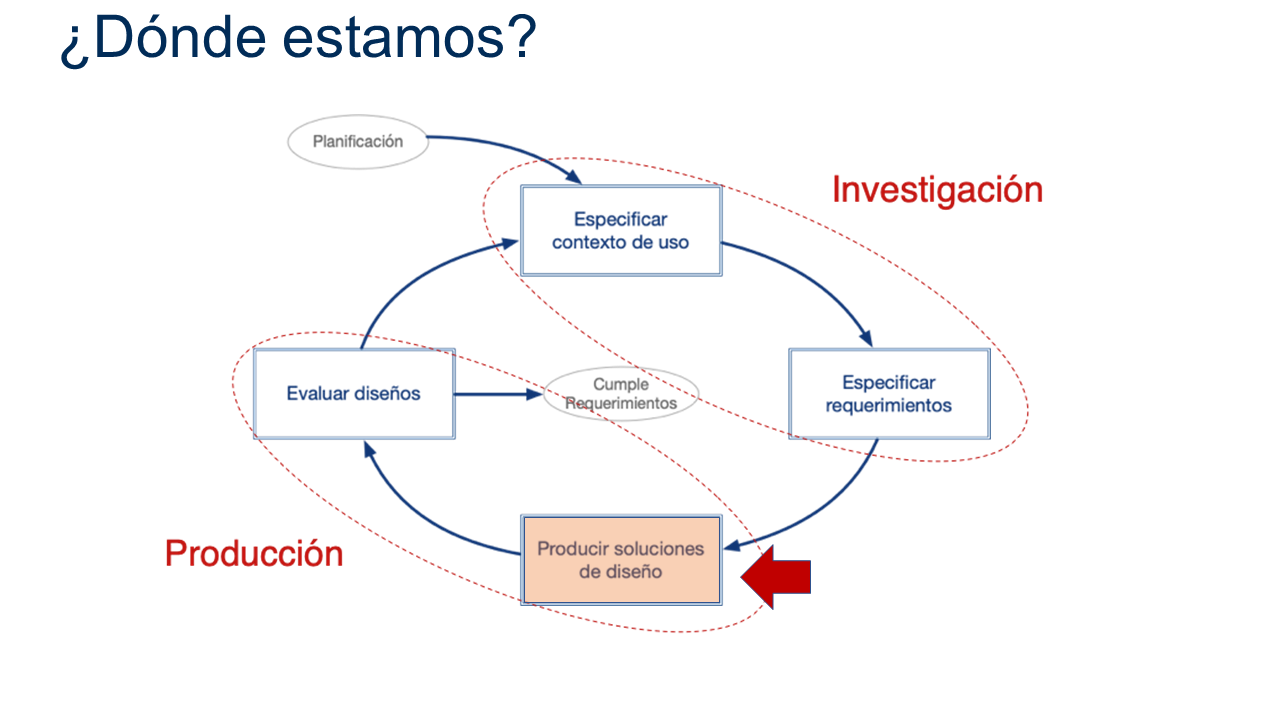 ¿Dónde estamos?
Planificación
Investigación
Especificar
contexto de uso
Evaluar diseños
Cumple
Requerimientos
Especificar
requerimientos
Producción
Producir soluciones
de diseño